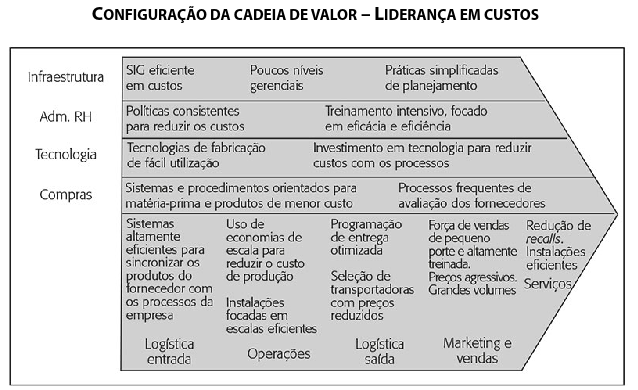 CONFIGURAÇÃO DA CADEIA DE VALOR – LIDERANÇA EM CUSTOS
Infraestrutura
SIG eficiente
em custos
Poucos níveis
gerenciais
Práticas simplificadas
de planejamento
Adm. RH
Políticas consistentes
para reduzir os custos
Treinamento intensivo, focado
em eficácia e eficiência
Tecnologia
Tecnologias de fabricação
de fácil utilização
Investimento em tecnologia para reduzir
custos com os processos
Compras
Sistemas e procedimentos orientados para
matéria-prima e produtos de menor custo
Processos frequentes de
avaliação dos fornecedores
Sistemas
altamente
eficientes para
sincronizar os
produtos do
fornecedor com
os processos da
empresa
Uso de
economias de
escala para
reduzir o custo
de produção
Instalações
focadas em
escalas eficientes
Programação
de entrega
otimizada
Seleção de
transportadoras
com preços
reduzidos
Força de vendas
de pequeno
porte e altamente
treinada.
Preços agressivos.
Grandes volumes
Redução de
recalls.
Instalações
eficientes
Serviços
Logística
entrada
Operações
Logística
saída
Marketing e
vendas